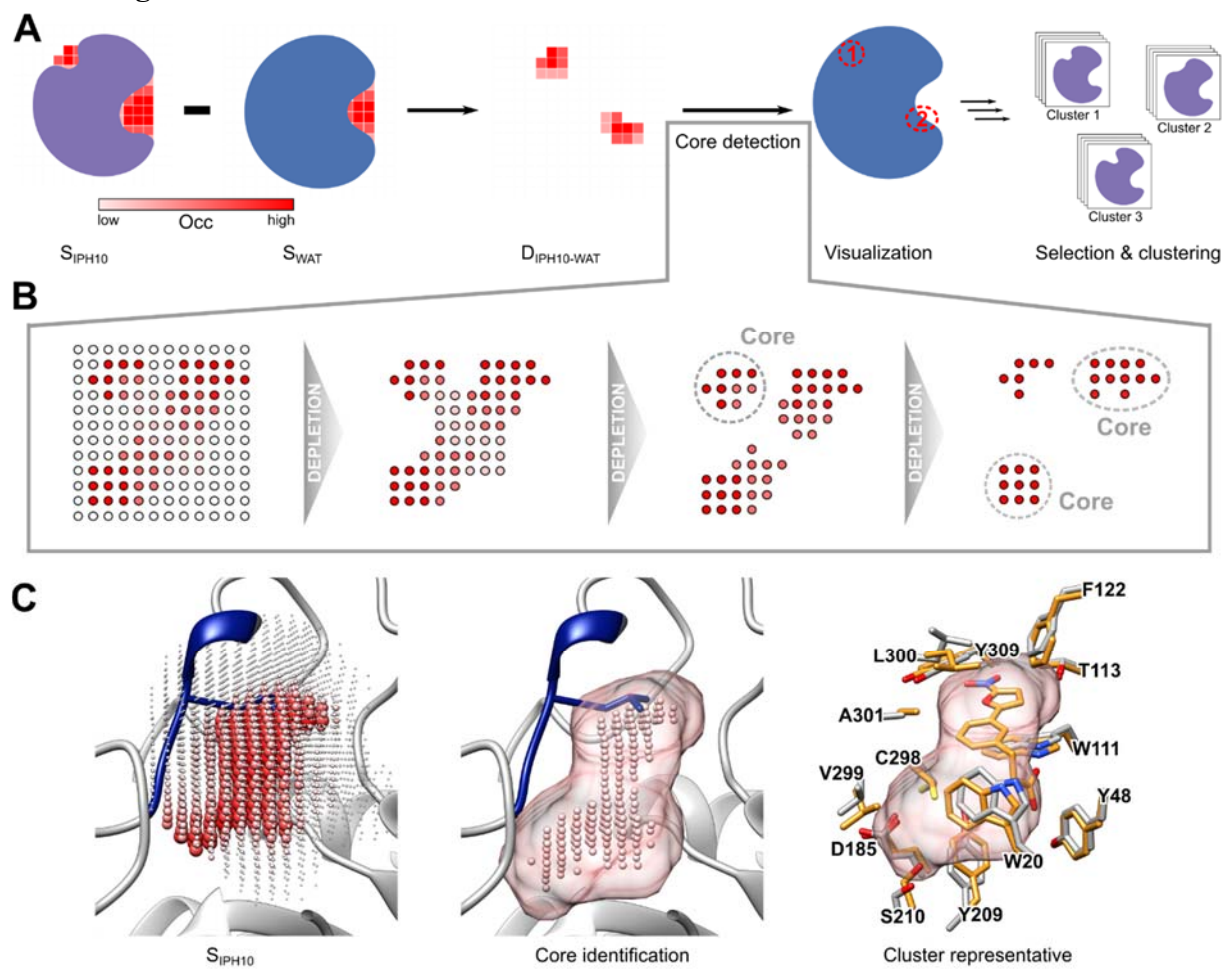 A
1
2
Core detection
Cluster 1
Cluster 2
Cluster 3
low
Occ
high
S_IPH10
S_WAT
D_IPH10-WAT
Visualization
Selection & clustering
B
DEPLETION
DEPLETION
DEPLETION
Core
Core
Core
C
F122
L300
Y309
T113
A301
W111
C298
V299
Y48
D185
W20
S210
Y209
S_IPH10
Core identification
Cluster representative